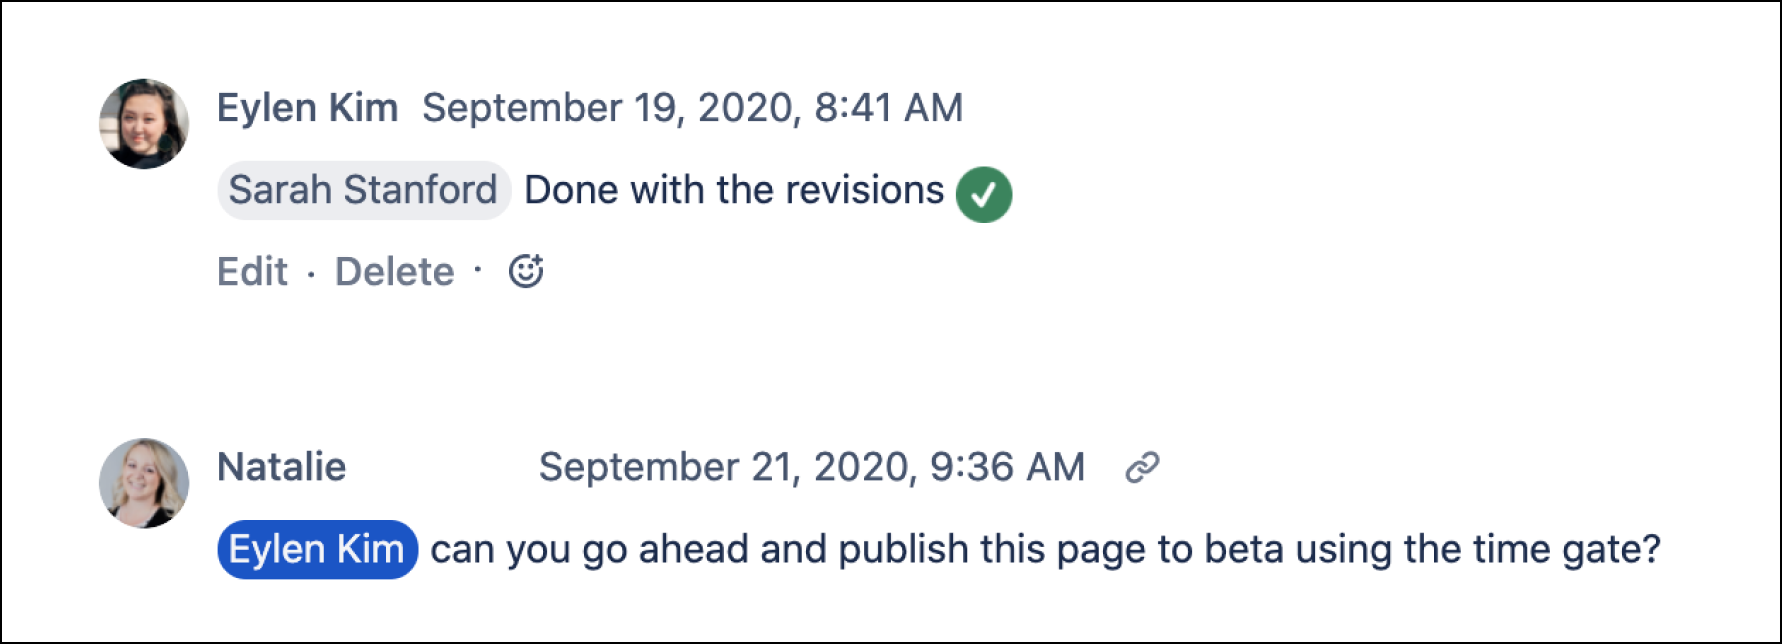 Eylen Kim September 19, 2020, 8:41 AM
Sarah Stanford Done with the revisions
Edit · Delete ·
Natalie September 21, 2020, 9:36 AM
Eylen Kim can you go ahead and publish this page to beta using the time gate?